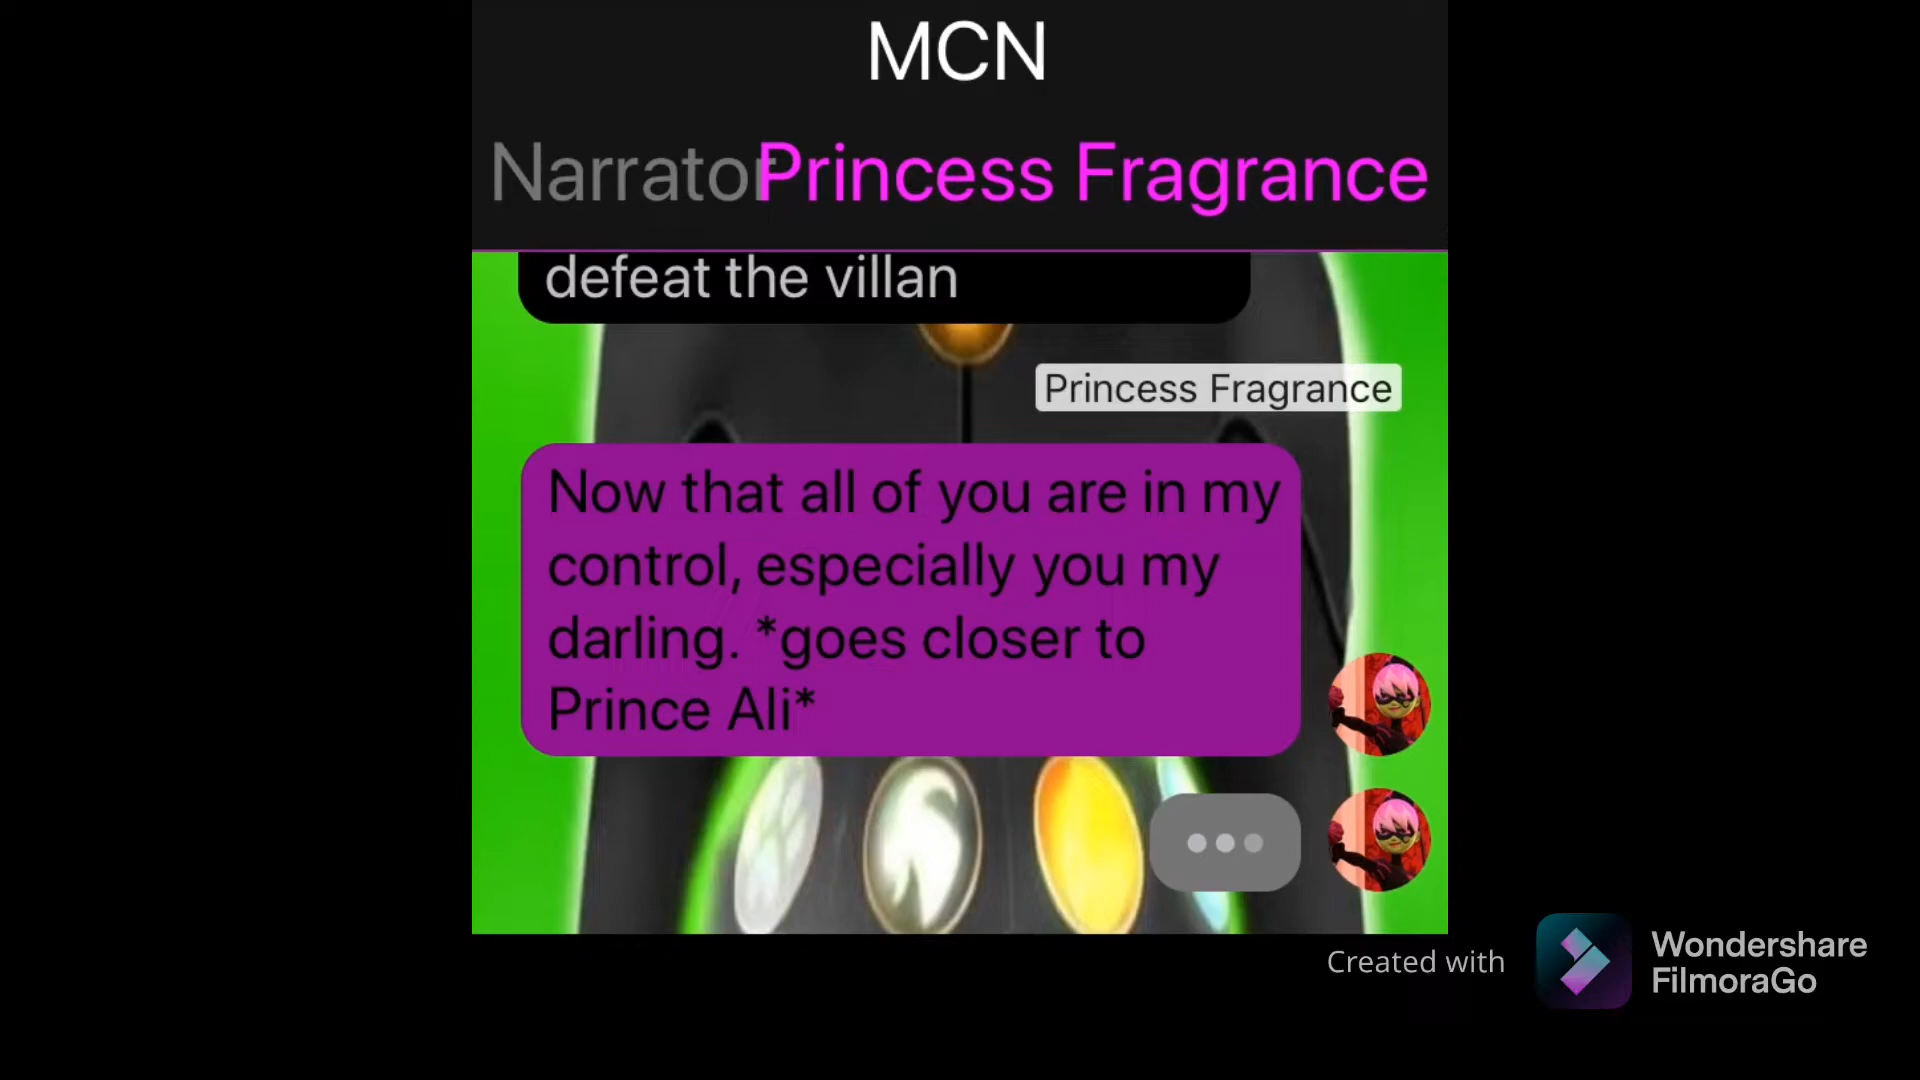 MCN
Narrator Princess Fragrance
defeat the villan
Princess Fragrance
Now that all of you are in my
control, especially you my
darling. *goes closer to
Prince Ali*
Created with
Wondershare
FilmoraGo